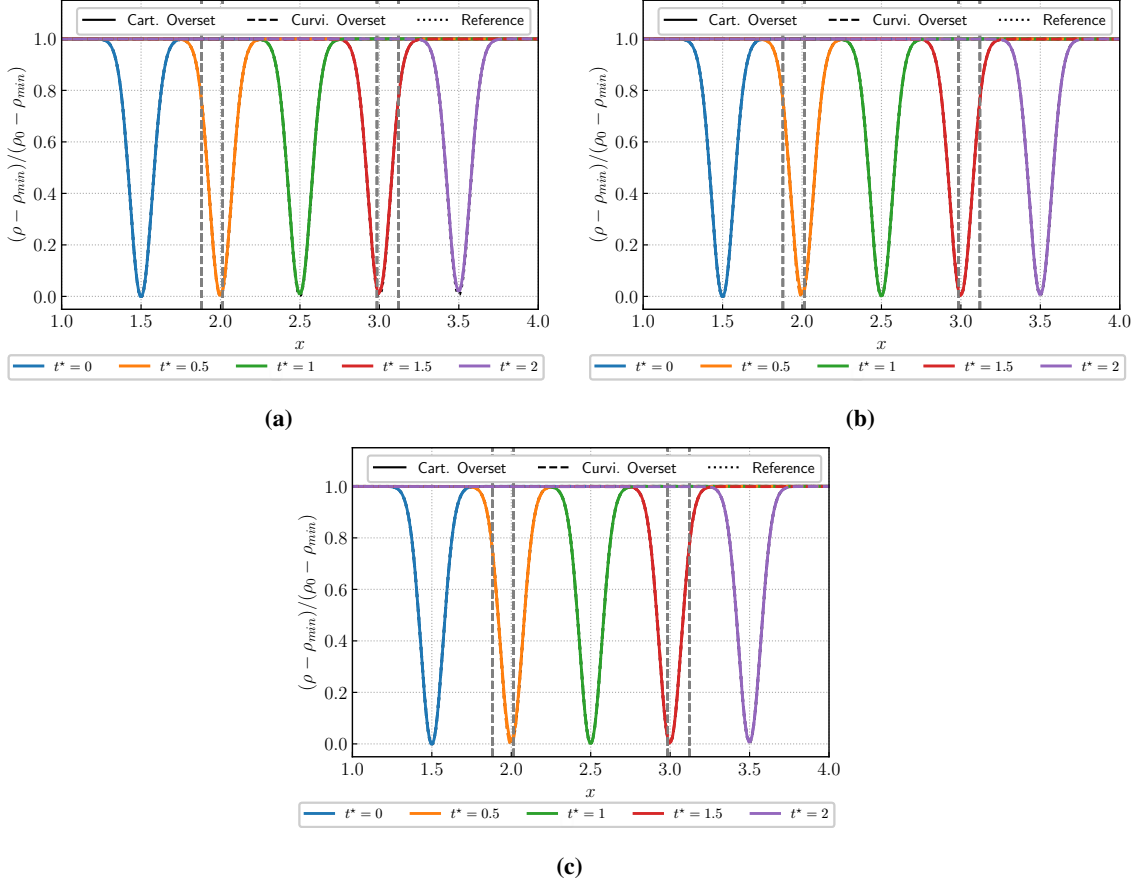 Cart. Overset Curvi. Overset Reference
1.0
0.8
0.6
0.4
0.2
0.0
(ρ − ρ_min)/(ρ_0 − ρ_min)
1.0 1.5 2.0 2.5 3.0 3.5 4.0
x
t* = 0 t* = 0.5 t* = 1 t* = 1.5 t* = 2
(a)
Cart. Overset Curvi. Overset Reference
1.0
0.8
0.6
0.4
0.2
0.0
(ρ − ρ_min)/(ρ_0 − ρ_min)
1.0 1.5 2.0 2.5 3.0 3.5 4.0
x
t* = 0 t* = 0.5 t* = 1 t* = 1.5 t* = 2
(b)
Cart. Overset Curvi. Overset Reference
1.0
0.8
0.6
0.4
0.2
0.0
(ρ − ρ_min)/(ρ_0 − ρ_min)
1.0 1.5 2.0 2.5 3.0 3.5 4.0
x
t* = 0 t* = 0.5 t* = 1 t* = 1.5 t* = 2
(c)